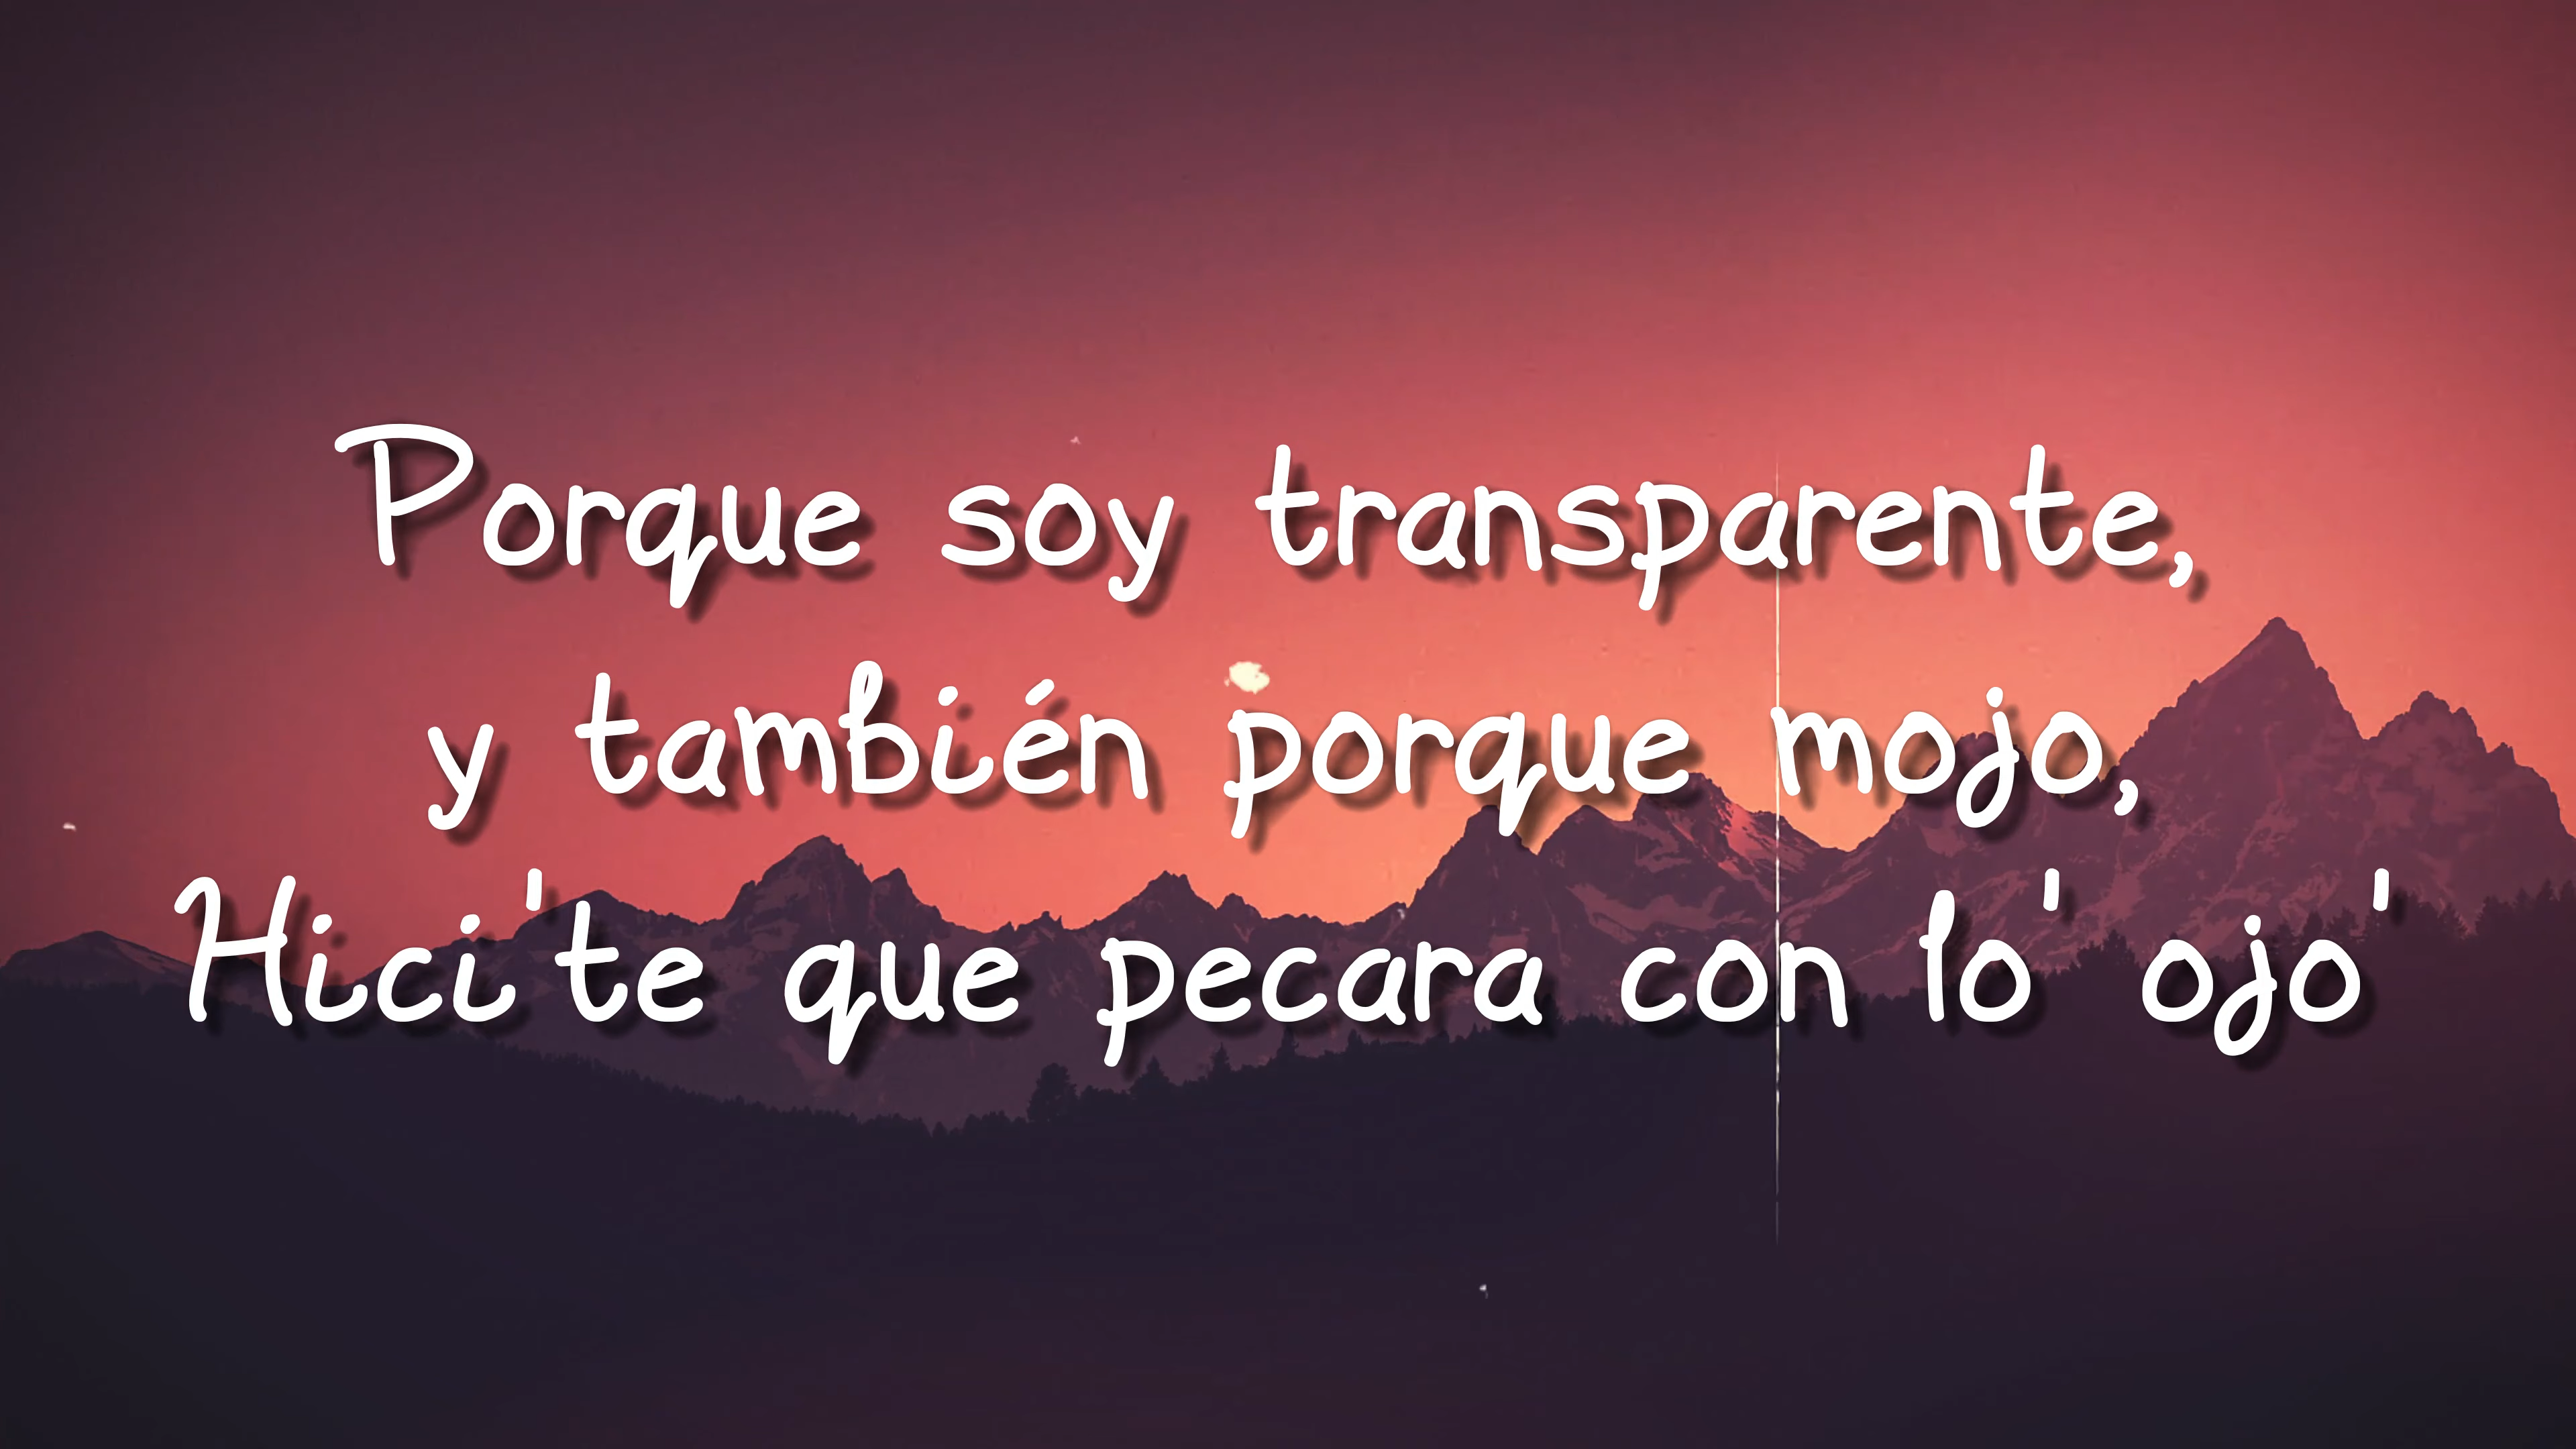 Porque soy transparente,
y también porque mojo,
Hici'te que pecara con lo' ojo'